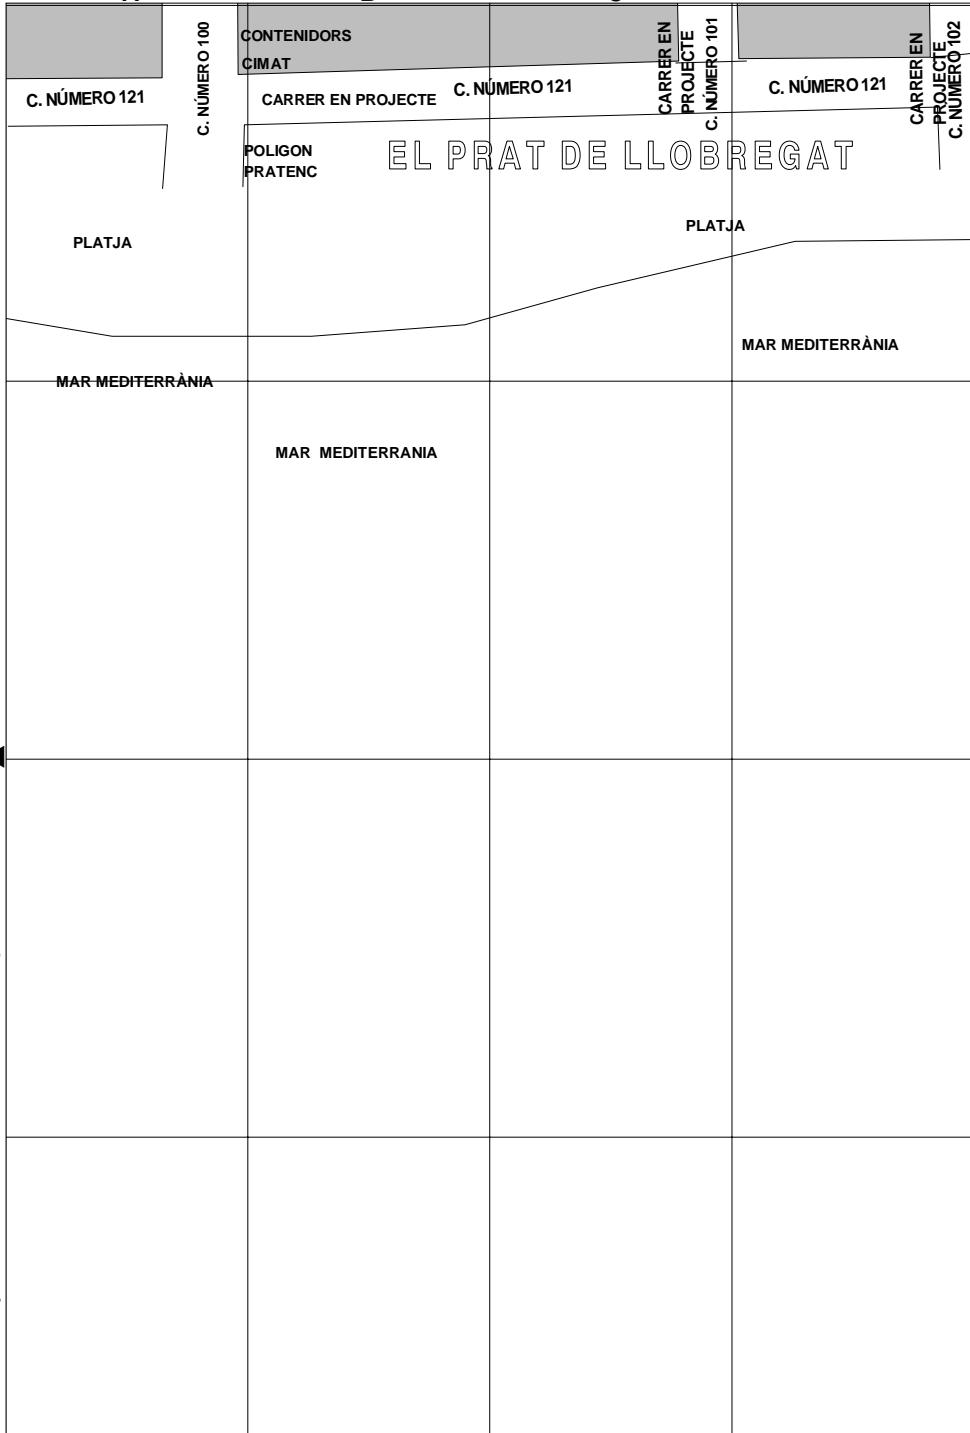 CONTENIDORS
CIMAT
C. NÚMERO 100
CARRER EN
PROJECTE
C. NÚMERO 101
CARRER EN
PROJECTE
C. NUMERO 102
C. NÚMERO 121
CARRER EN PROJECTE
C. NÚMERO 121
C. NÚMERO 121
POLIGON
PRATENC
EL PRAT DE LLOBREGAT
PLATJA
PLATJA
MAR MEDITERRÀNIA
MAR MEDITERRÀNIA
MAR MEDITERRANIA